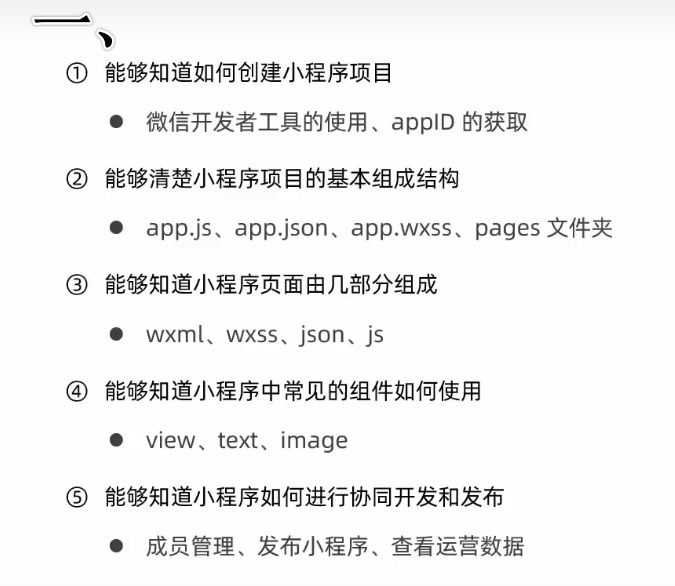 一、
① 能够知道如何创建小程序项目
● 微信开发者工具的使用、appID 的获取
② 能够清楚小程序项目的基本组成结构
● app.js、app.json、app.wxss、pages 文件夹
③ 能够知道小程序页面由几部分组成
● wxml、wxss、json、js
④ 能够知道小程序中常见的组件如何使用
● view、text、image
⑤ 能够知道小程序如何进行协同开发和发布
● 成员管理、发布小程序、查看运营数据